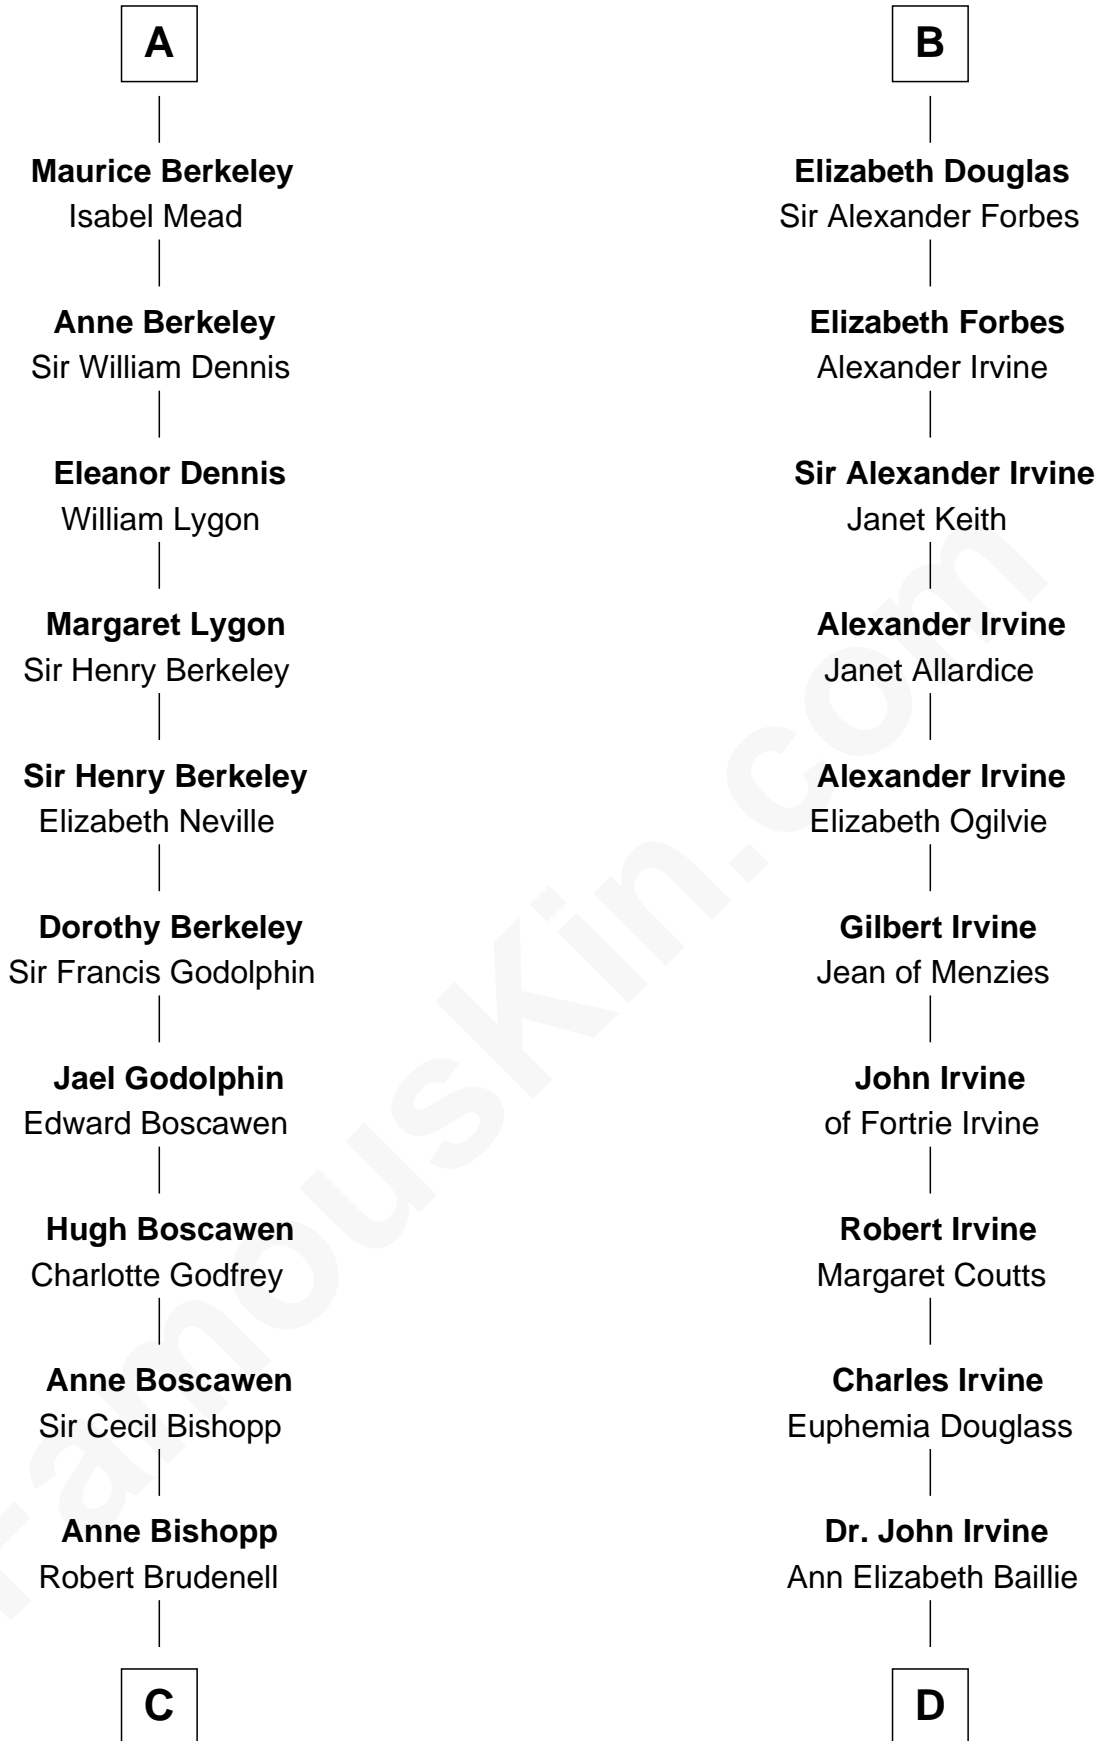 A
Maurice Berkeley
Isabel Mead
Anne Berkeley
Sir William Dennis
Eleanor Dennis
William Lygon
Margaret Lygon
Sir Henry Berkeley
Sir Henry Berkeley
Elizabeth Neville
Dorothy Berkeley
Sir Francis Godolphin
Jael Godolphin
Edward Boscawen
Hugh Boscawen
Charlotte Godfrey
Anne Boscawen
Sir Cecil Bishopp
Anne Bishopp
Robert Brudenell
C
B
Elizabeth Douglas
Sir Alexander Forbes
Elizabeth Forbes
Alexander Irvine
Sir Alexander Irvine
Janet Keith
Alexander Irvine
Janet Allardice
Alexander Irvine
Elizabeth Ogilvie
Gilbert Irvine
Jean of Menzies
John Irvine
of Fortrie Irvine
Robert Irvine
Margaret Coutts
Charles Irvine
Euphemia Douglass
Dr. John Irvine
Ann Elizabeth Baillie
D
FamousKin.com